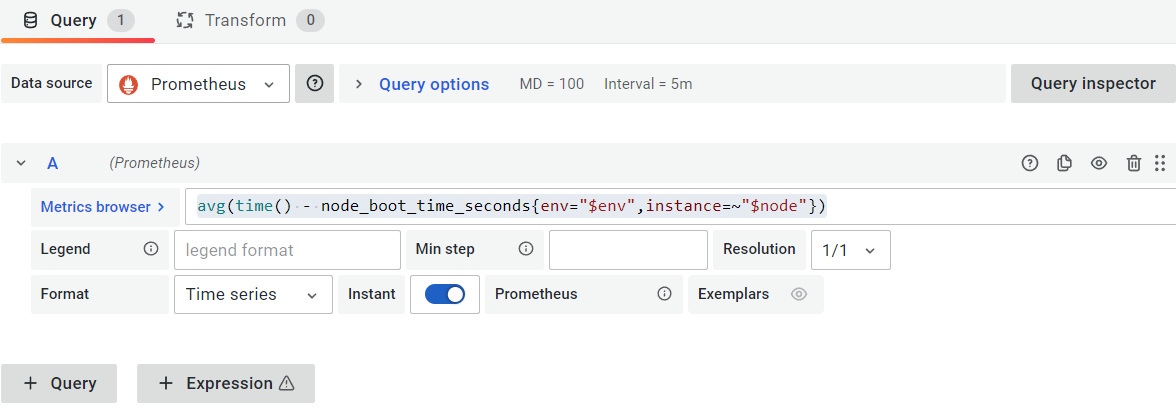 Query 1 Transform 0
Data source Prometheus Query options MD = 100 Interval = 5m Query inspector
A (Prometheus)
Metrics browser > avg(time() - node_boot_time_seconds{env="$env",instance=~"$node"})
Legend legend format Min step Resolution 1/1
Format Time series Instant Prometheus Exemplars
+ Query + Expression